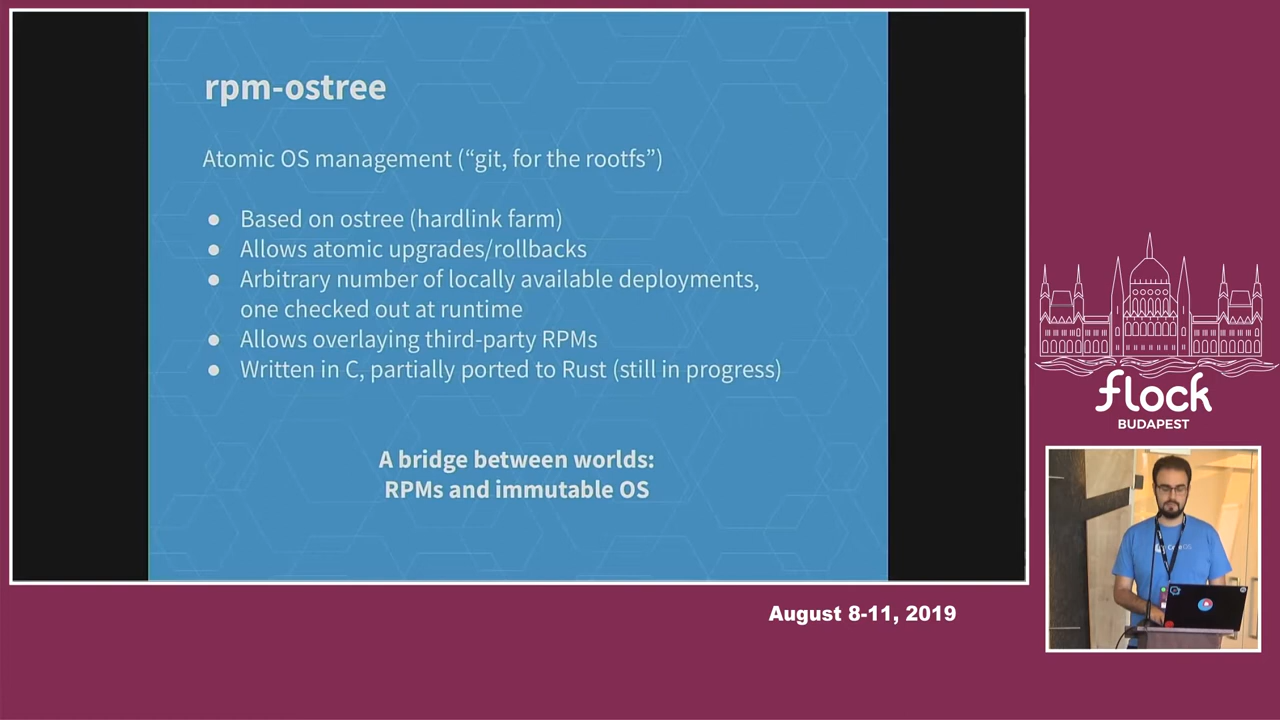 rpm-ostree
Atomic OS management (“git, for the rootfs”)
● Based on ostree (hardlink farm)
● Allows atomic upgrades/rollbacks
● Arbitrary number of locally available deployments,
one checked out at runtime
● Allows overlaying third-party RPMs
● Written in C, partially ported to Rust (still in progress)
A bridge between worlds:
RPMs and immutable OS
flock
BUDAPEST
August 8-11, 2019